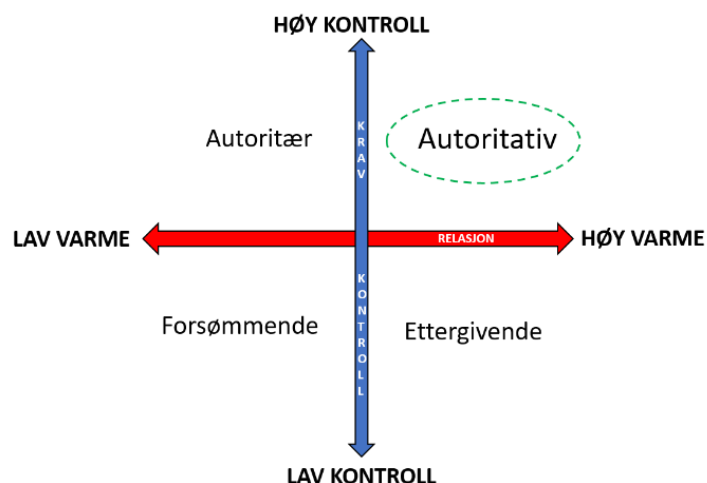 HØY KONTROLL
Autoritær
KRAV
Autoritativ
LAV VARME
RELASJON
HØY VARME
Forsømmende
KONTROLL
Ettergivende
LAV KONTROLL